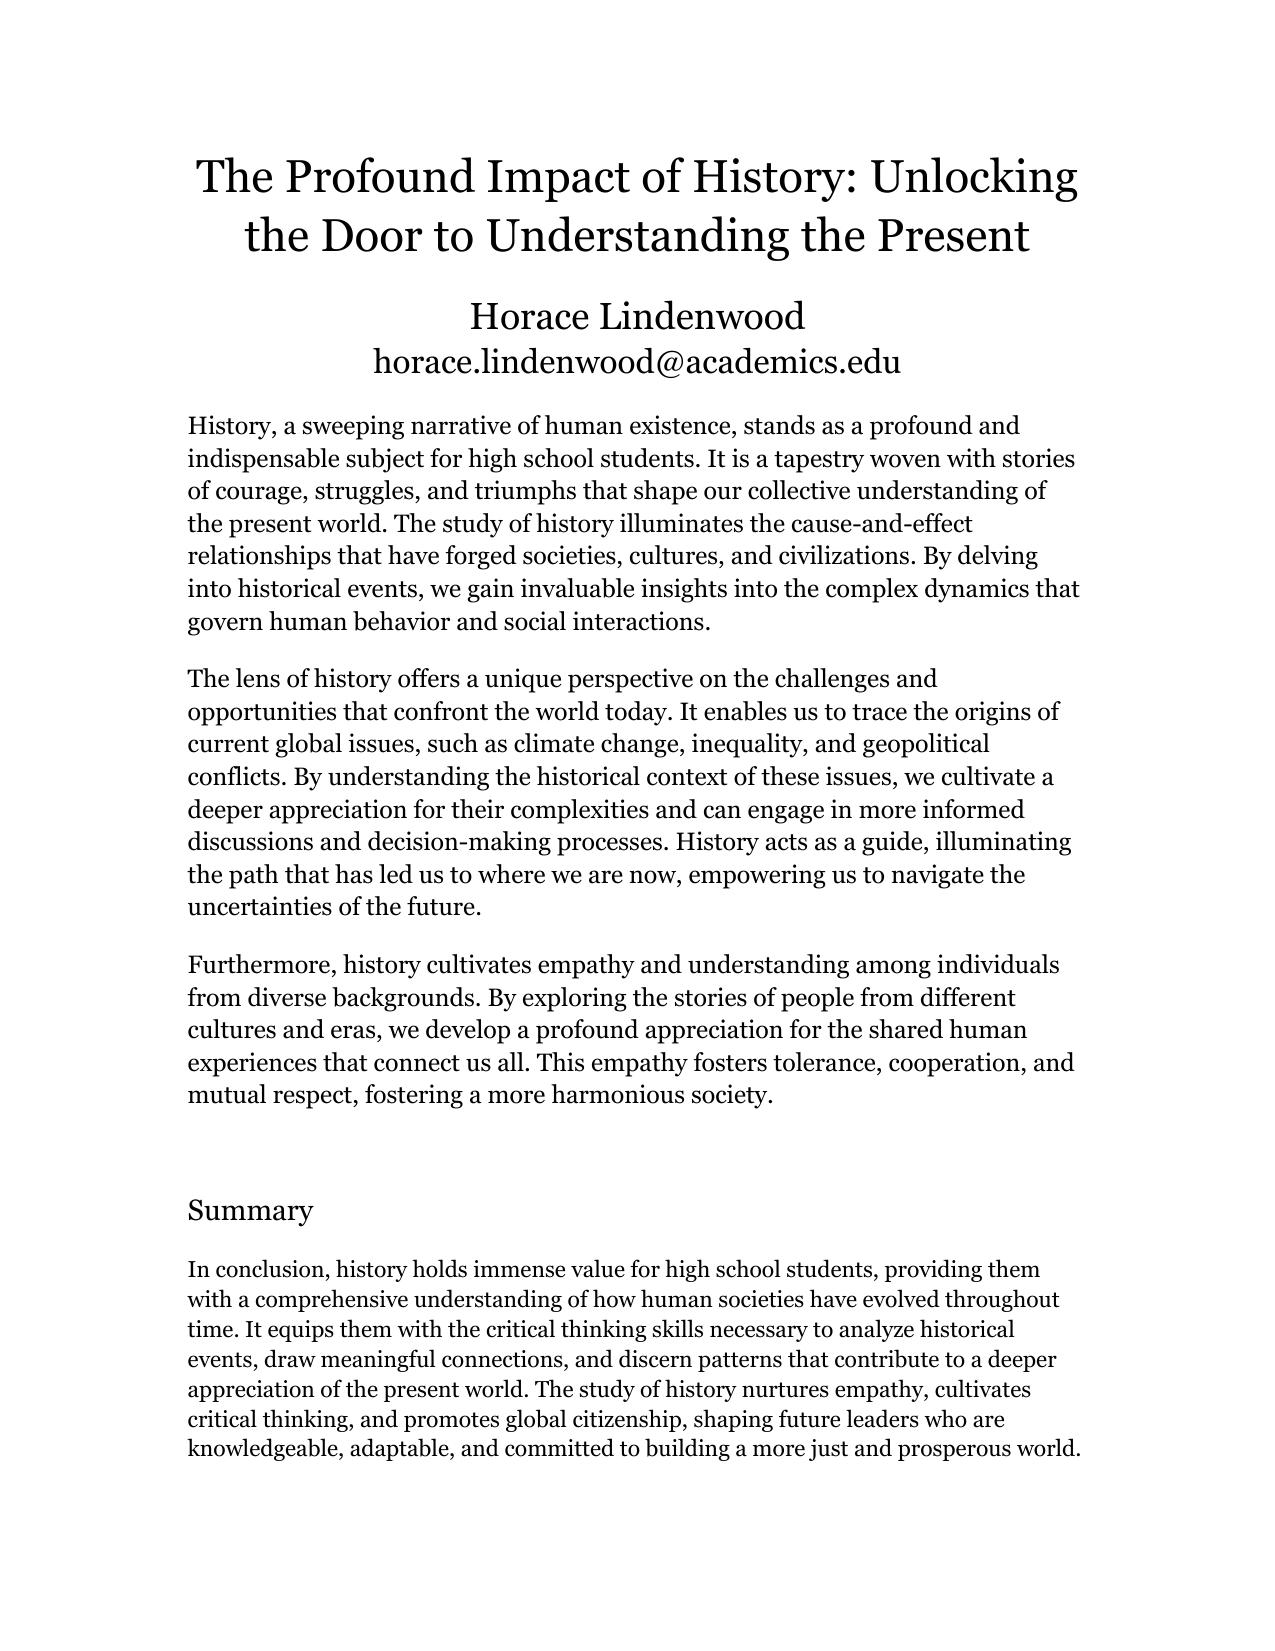 The Profound Impact of History: Unlocking
the Door to Understanding the Present
Horace Lindenwood
horace.lindenwood@academics.edu
History, a sweeping narrative of human existence, stands as a profound and
indispensable subject for high school students. It is a tapestry woven with stories
of courage, struggles, and triumphs that shape our collective understanding of
the present world. The study of history illuminates the cause-and-effect
relationships that have forged societies, cultures, and civilizations. By delving
into historical events, we gain invaluable insights into the complex dynamics that
govern human behavior and social interactions.
The lens of history offers a unique perspective on the challenges and
opportunities that confront the world today. It enables us to trace the origins of
current global issues, such as climate change, inequality, and geopolitical
conflicts. By understanding the historical context of these issues, we cultivate a
deeper appreciation for their complexities and can engage in more informed
discussions and decision-making processes. History acts as a guide, illuminating
the path that has led us to where we are now, empowering us to navigate the
uncertainties of the future.
Furthermore, history cultivates empathy and understanding among individuals
from diverse backgrounds. By exploring the stories of people from different
cultures and eras, we develop a profound appreciation for the shared human
experiences that connect us all. This empathy fosters tolerance, cooperation, and
mutual respect, fostering a more harmonious society.
Summary
In conclusion, history holds immense value for high school students, providing them
with a comprehensive understanding of how human societies have evolved throughout
time. It equips them with the critical thinking skills necessary to analyze historical
events, draw meaningful connections, and discern patterns that contribute to a deeper
appreciation of the present world. The study of history nurtures empathy, cultivates
critical thinking, and promotes global citizenship, shaping future leaders who are
knowledgeable, adaptable, and committed to building a more just and prosperous world.